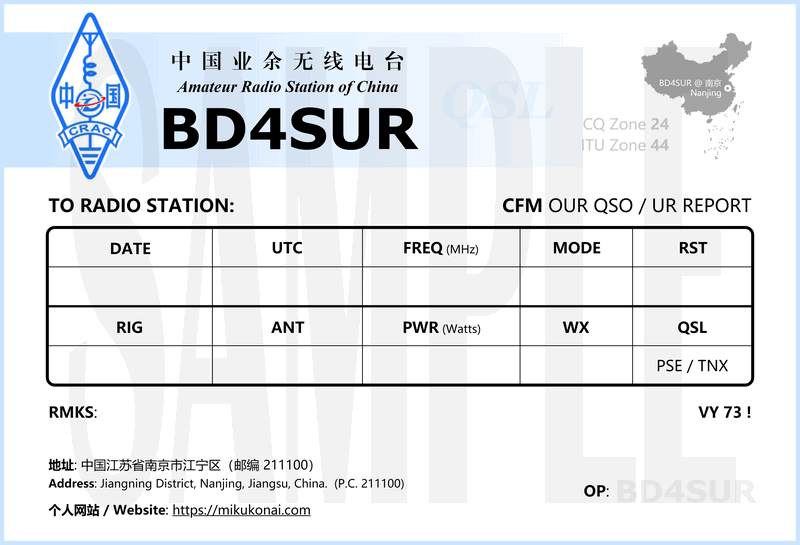 中国
CRAC
中国业余无线电台
Amateur Radio Station of China
BD4SUR
QSL
BD4SUR @ 南京
Nanjing
CQ Zone 24
ITU Zone 44
SAMPLE
TO RADIO STATION: CFM OUR QSO / UR REPORT
DATE UTC FREQ (MHz) MODE RST
RIG ANT PWR (Watts) WX QSL
PSE / TNX
RMKS: VY 73 !
地址: 中国江苏省南京市江宁区（邮编 211100）
Address: Jiangning District, Nanjing, Jiangsu, China. (P.C. 211100)
OP: BD4SUR
个人网站 / Website: https://mikukonai.com